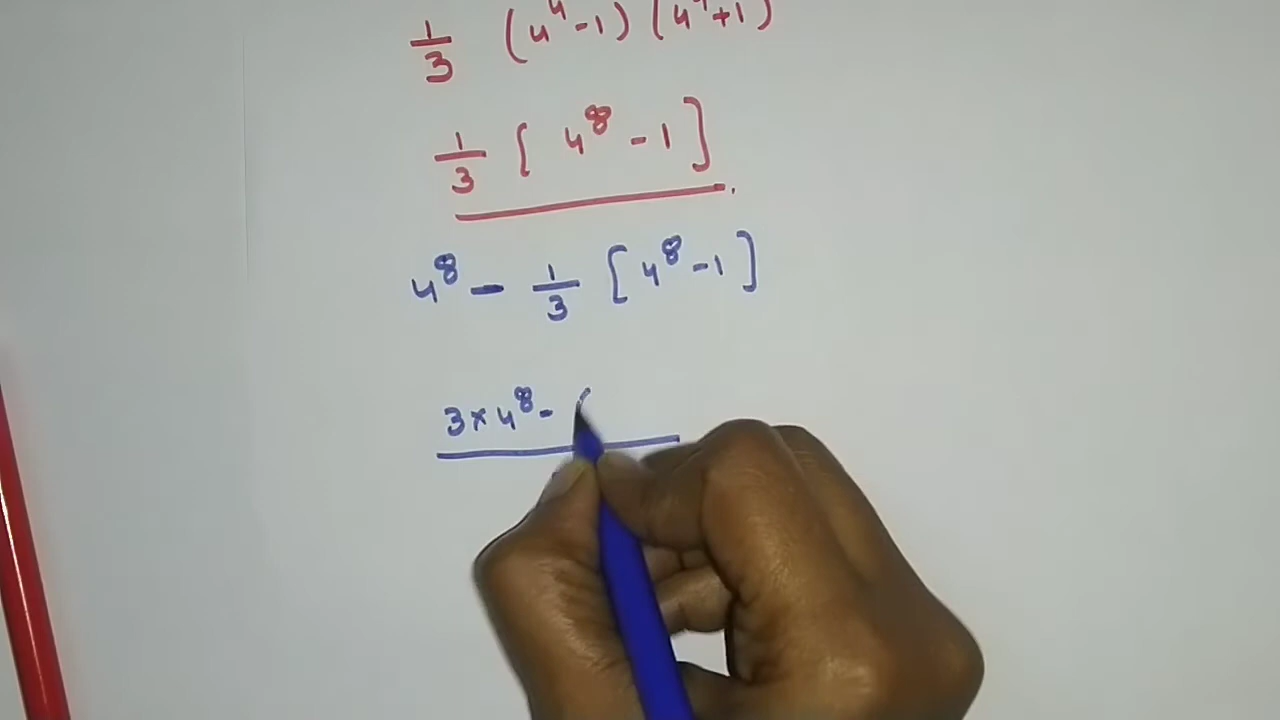 1/3 (4⁴-1) (4⁴+1)
1/3 [ 4⁸ - 1 ].
4⁸ - 1/3 [ 4⁸ - 1 ]
3 × 4⁸ - (